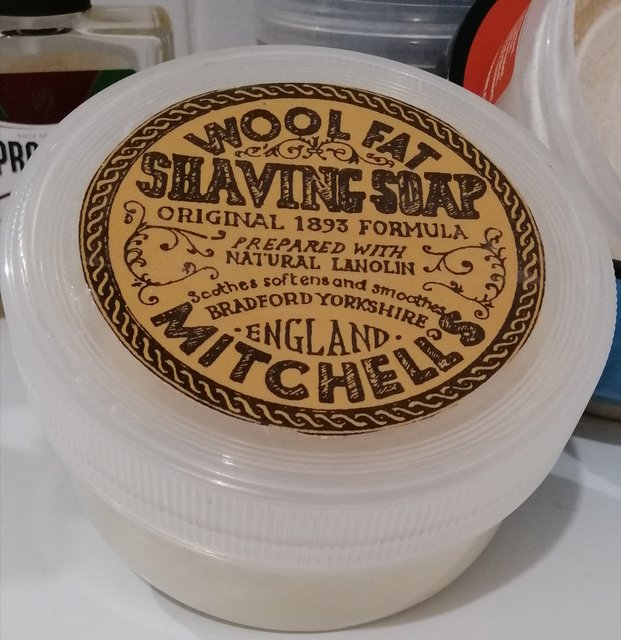 WOOL FAT
SHAVING SOAP
ORIGINAL 1893 FORMULA
PREPARED WITH
NATURAL LANOLIN
Soothes softens and smoothes
BRADFORD YORKSHIRE
·ENGLAND·
MITCHELL'S
PRO